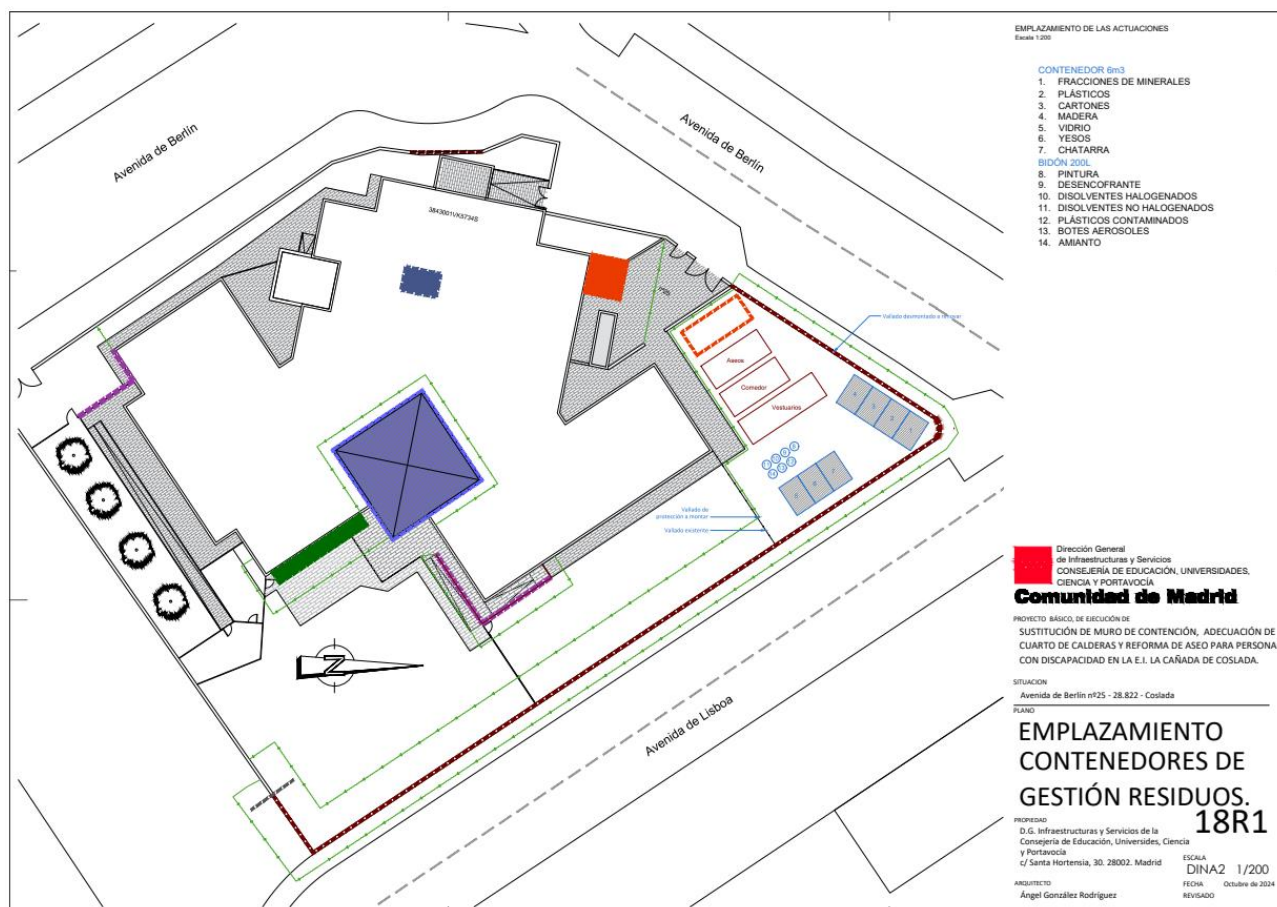 EMPLAZAMIENTO DE LAS ACTUACIONES
Escala 1:200
CONTENEDOR 6m3
1. FRACCIONES DE MINERALES
2. PLÁSTICOS
3. CARTONES
4. MADERA
5. VIDRIO
6. YESOS
7. CHATARRA
BIDÓN 200L
8. PINTURA
9. DESENCOFRANTE
10. DISOLVENTES HALOGENADOS
11. DISOLVENTES NO HALOGENADOS
12. PLÁSTICOS CONTAMINADOS
13. BOTES AEROSOLES
14. AMIANTO
Avenida de Berlín
Avenida de Berlín
Vallado desmontado a
Aseos
Comedor
Vestuarios
4
3
2
1
Vallado de
protección a montar
Vallado existente
Avenida de Lisboa
N
Dirección General
de Infraestructuras y Servicios
CONSEJERÍA DE EDUCACIÓN, UNIVERSIDADES,
CIENCIA Y PORTAVOCÍA
Comunidad de Madrid
PROYECTO BÁSICO, DE EJECUCIÓN DE
SUSTITUCIÓN DE MURO DE CONTENCIÓN, ADECUACIÓN DE
CUARTO DE CALDERAS Y REFORMA DE ASEO PARA PERSONA
CON DISCAPACIDAD EN LA E.I. LA CAÑADA DE COSLADA.
SITUACION
Avenida de Berlín nº25 - 28.822 - Coslada
PLANO
EMPLAZAMIENTO
CONTENEDORES DE
GESTIÓN RESIDUOS.
18R1
PROPIEDAD
D.G. Infraestructuras y Servicios de la
Consejería de Educación, Universides, Ciencia
y Portavocía
c/ Santa Hortensia, 30. 28002. Madrid
ESCALA
DINA2 1/200
FECHA Octubre de 2024
ARQUITECTO
Ángel González Rodríguez
REVISADO